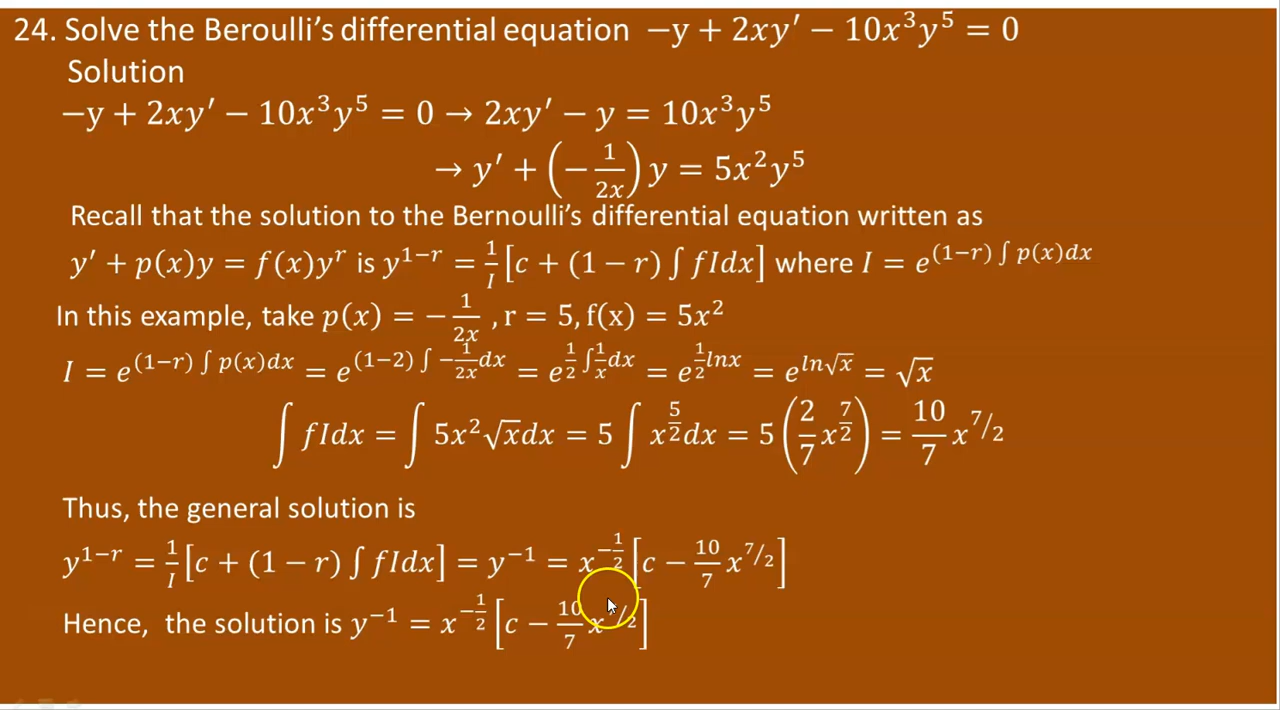 24. Solve the Beroulli's differential equation −y + 2xy′ − 10x³y⁵ = 0
Solution
−y + 2xy′ − 10x³y⁵ = 0 → 2xy′ − y = 10x³y⁵
→ y′ + (−1/2x) y = 5x²y⁵
Recall that the solution to the Bernoulli's differential equation written as
y′ + p(x)y = f(x)yʳ is y¹⁻ʳ = 1/I [c + (1 − r) ∫ fIdx] where I = e^((1−r) ∫ p(x)dx)
In this example, take p(x) = −1/2x , r = 5, f(x) = 5x²
I = e^((1−r) ∫ p(x)dx) = e^((1−2) ∫ −1/2x dx) = e^(1/2 ∫ 1/x dx) = e^(1/2 lnx) = e^(ln√x) = √x
∫ fIdx = ∫ 5x²√x dx = 5 ∫ x^(5/2) dx = 5 (2/7 x^(7/2)) = 10/7 x^(7/2)
Thus, the general solution is
y¹⁻ʳ = 1/I [c + (1 − r) ∫ fIdx] = y⁻¹ = x^(−1/2) [c − 10/7 x^(7/2)]
Hence, the solution is y⁻¹ = x^(−1/2) [c − 10/7 x^(7/2)]